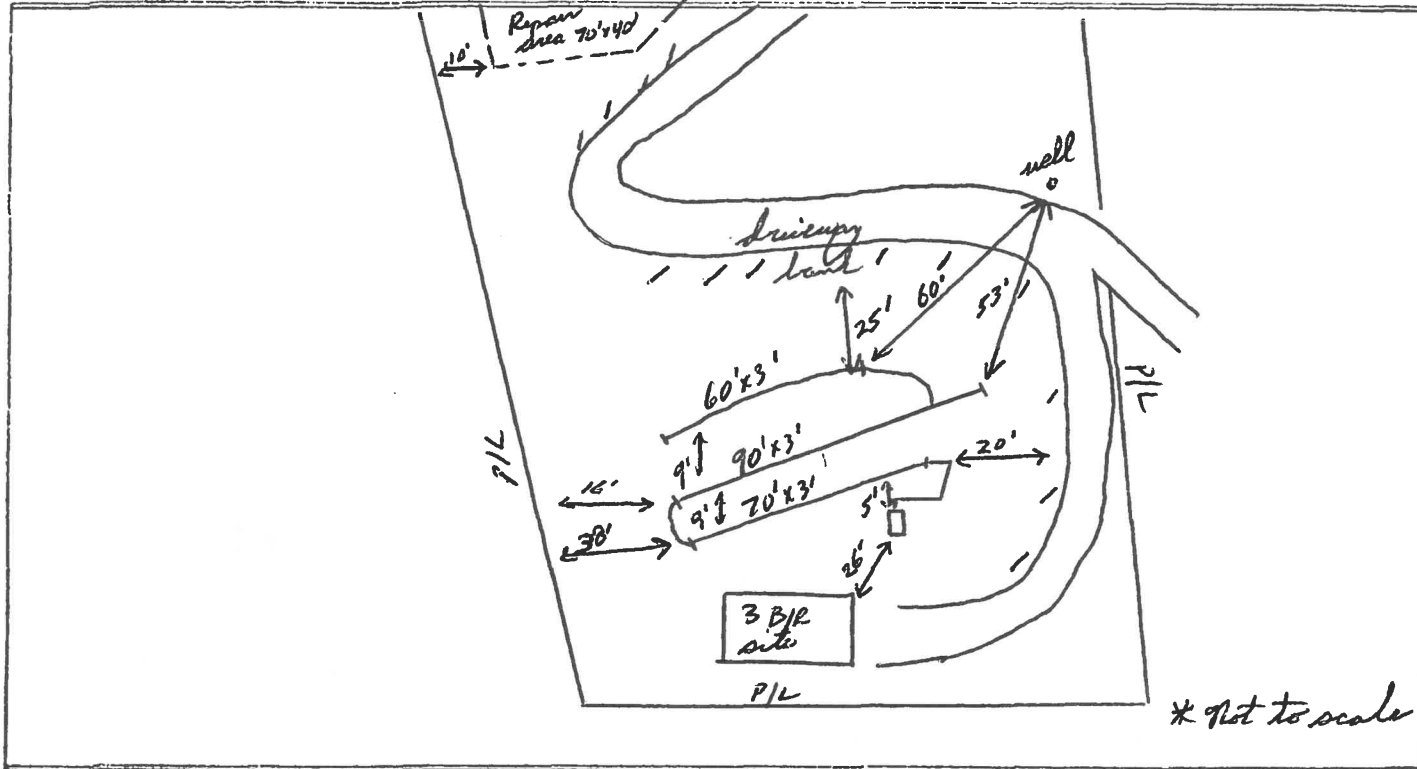 Repair
area 70'x40'
10'
well
o
driveway
bank
60'
53'
25'
P/L
60'x3'
P/L
9'
90'x3'
20'
16'
9'
70'x3'
5'
38'
26'
3 B/R
site
P/L
* Not to scale